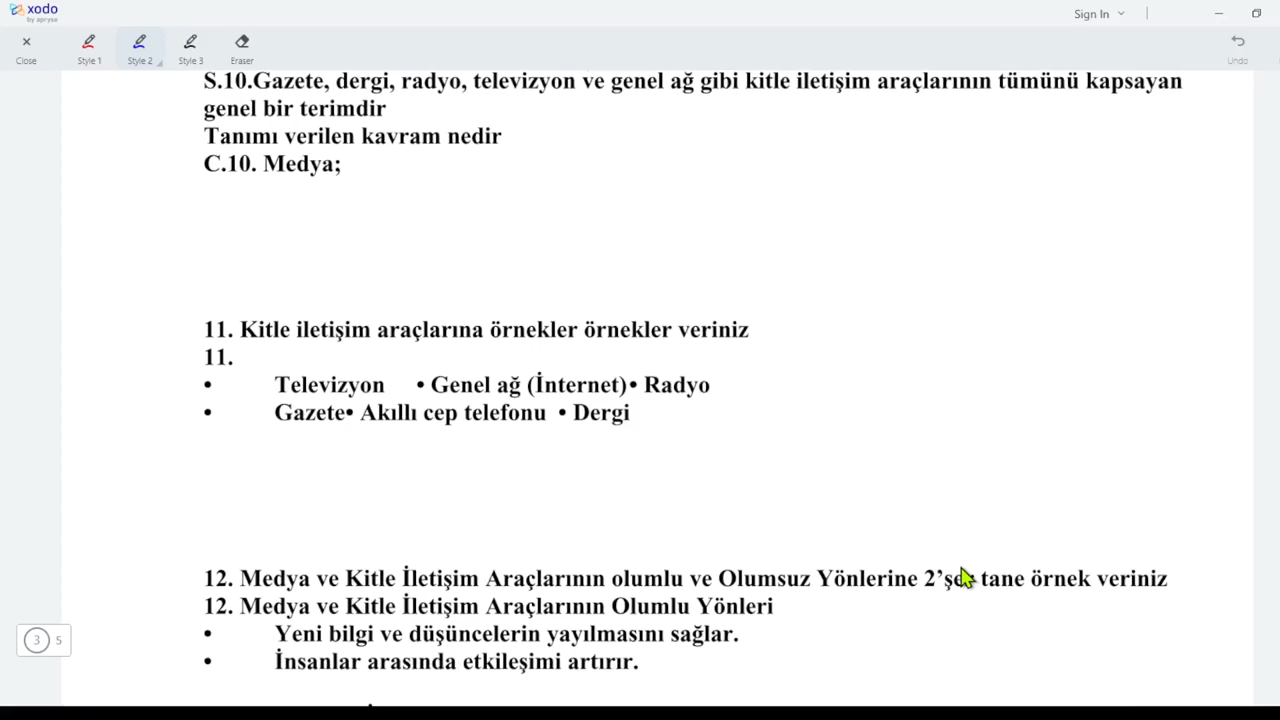 xodo
by apryse
Sign In
Close
Style 1
Style 2
Style 3
Eraser
Undo
S.10.Gazete, dergi, radyo, televizyon ve genel ağ gibi kitle iletişim araçlarının tümünü kapsayan
genel bir terimdir
Tanımı verilen kavram nedir
C.10. Medya;
11. Kitle iletişim araçlarına örnekler örnekler veriniz
11.
• Televizyon • Genel ağ (İnternet)• Radyo
• Gazete• Akıllı cep telefonu • Dergi
12. Medya ve Kitle İletişim Araçlarının olumlu ve Olumsuz Yönlerine tane örnek veriniz
12. Medya ve Kitle İletişim Araçlarının Olumlu Yönleri
• Yeni bilgi ve düşüncelerin yayılmasını sağlar.
• İnsanlar arasında etkileşimi artırır.
3 5